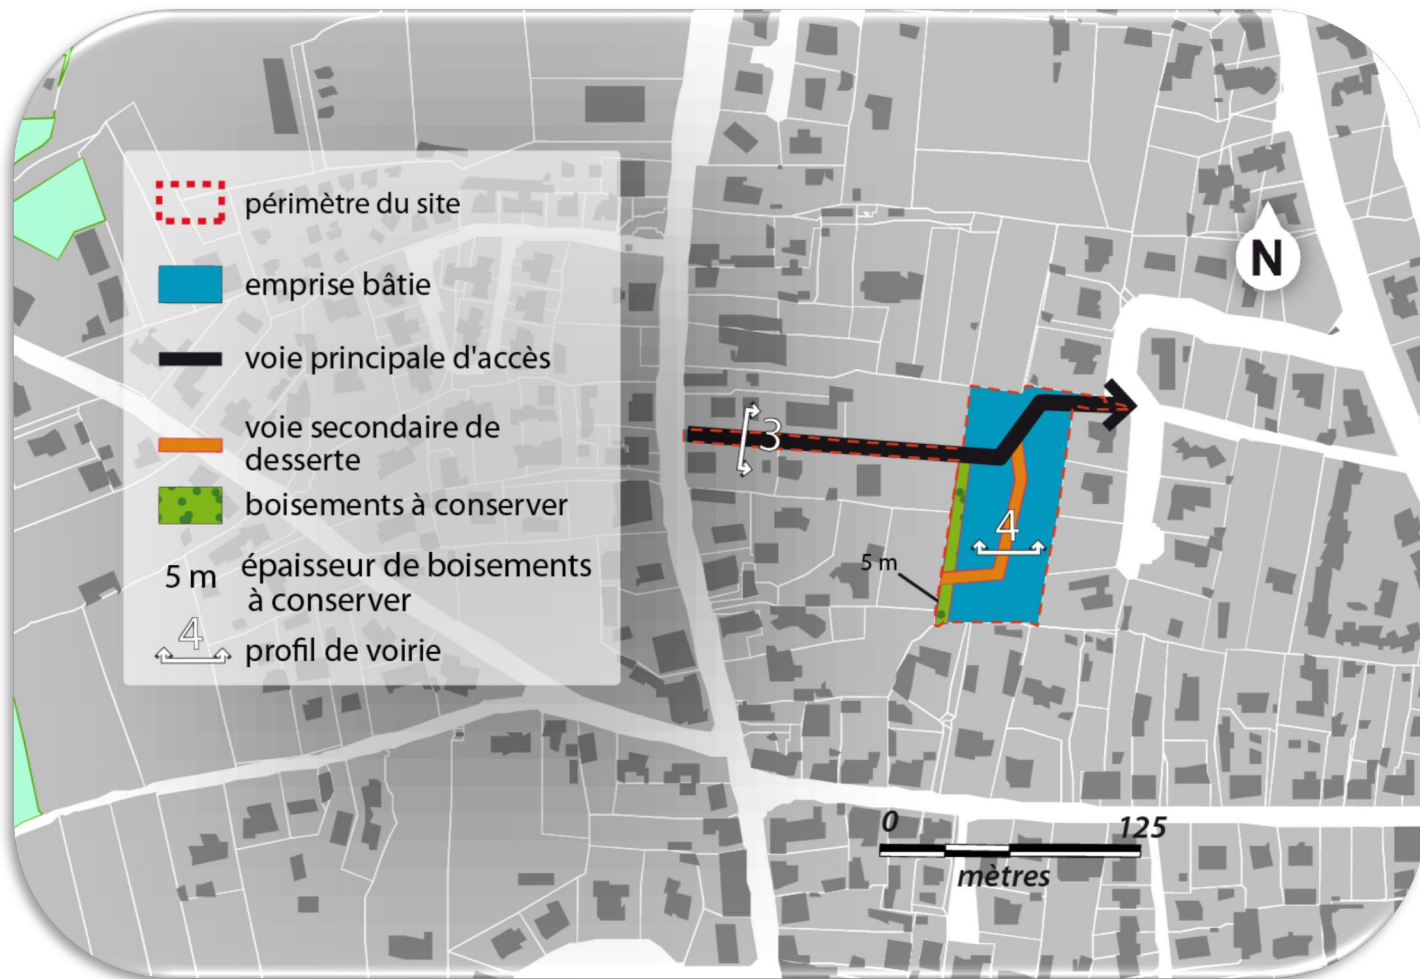 périmètre du site
emprise bâtie
voie principale d'accès
voie secondaire de
desserte
boisements à conserver
5 m
épaisseur de boisements
à conserver
4
profil de voirie
N
3
4
5 m
0
125
mètres